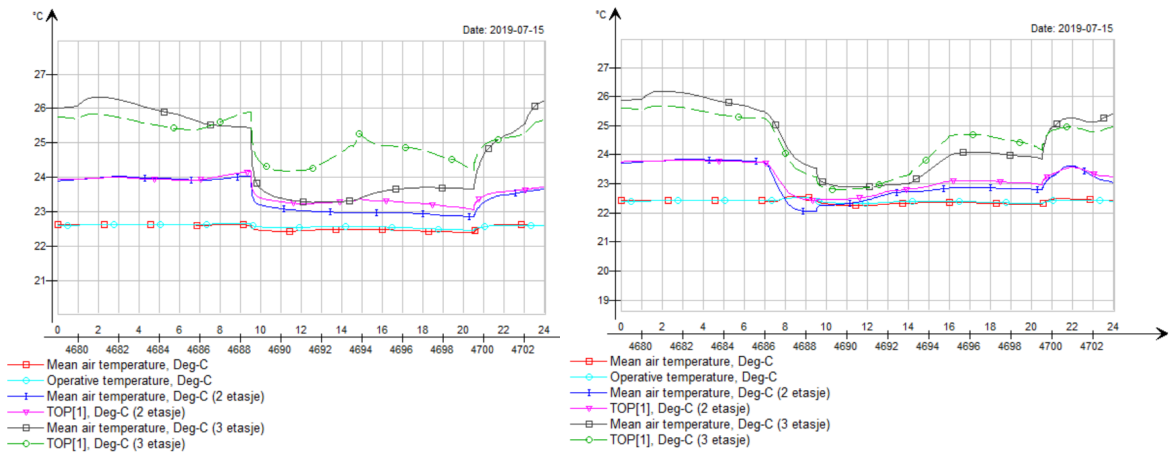 °C
Date: 2019-07-15
27
26
25
24
23
22
21
0 2 4 6 8 10 12 14 16 18 20 22 24
4680 4682 4684 4686 4688 4690 4692 4694 4696 4698 4700 4702
Mean air temperature, Deg-C
Operative temperature, Deg-C
Mean air temperature, Deg-C (2 etasje)
TOP[1], Deg-C (2 etasje)
Mean air temperature, Deg-C (3 etasje)
TOP[1], Deg-C (3 etasje)
°C
Date: 2019-07-15
27
26
25
24
23
22
21
20
19
0 2 4 6 8 10 12 14 16 18 20 22 24
4680 4682 4684 4686 4688 4690 4692 4694 4696 4698 4700 4702
Mean air temperature, Deg-C
Operative temperature, Deg-C
Mean air temperature, Deg-C (2 etasje)
TOP[1], Deg-C (2 etasje)
Mean air temperature, Deg-C (3 etasje)
TOP[1], Deg-C (3 etasje)